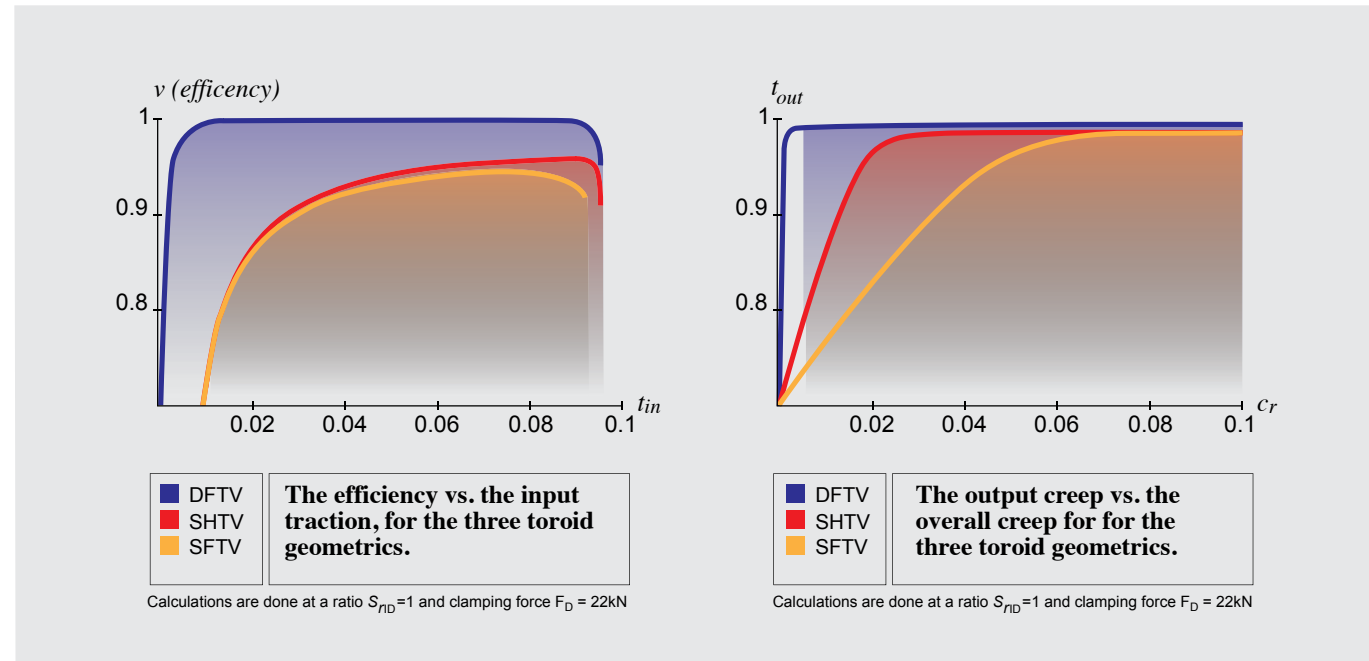 v (efficency)
1
0.9
0.8
0.02
0.04
0.06
0.08
0.1
t_in
DFTV
SHTV
SFTV
The efficiency vs. the input
traction, for the three toroid
geometrics.
Calculations are done at a ratio S_rID=1 and clamping force F_D = 22kN
t_out
1
0.9
0.8
0.02
0.04
0.06
0.08
0.1
c_r
DFTV
SHTV
SFTV
The output creep vs. the
overall creep for for the
three toroid geometrics.
Calculations are done at a ratio S_rID=1 and clamping force F_D = 22kN